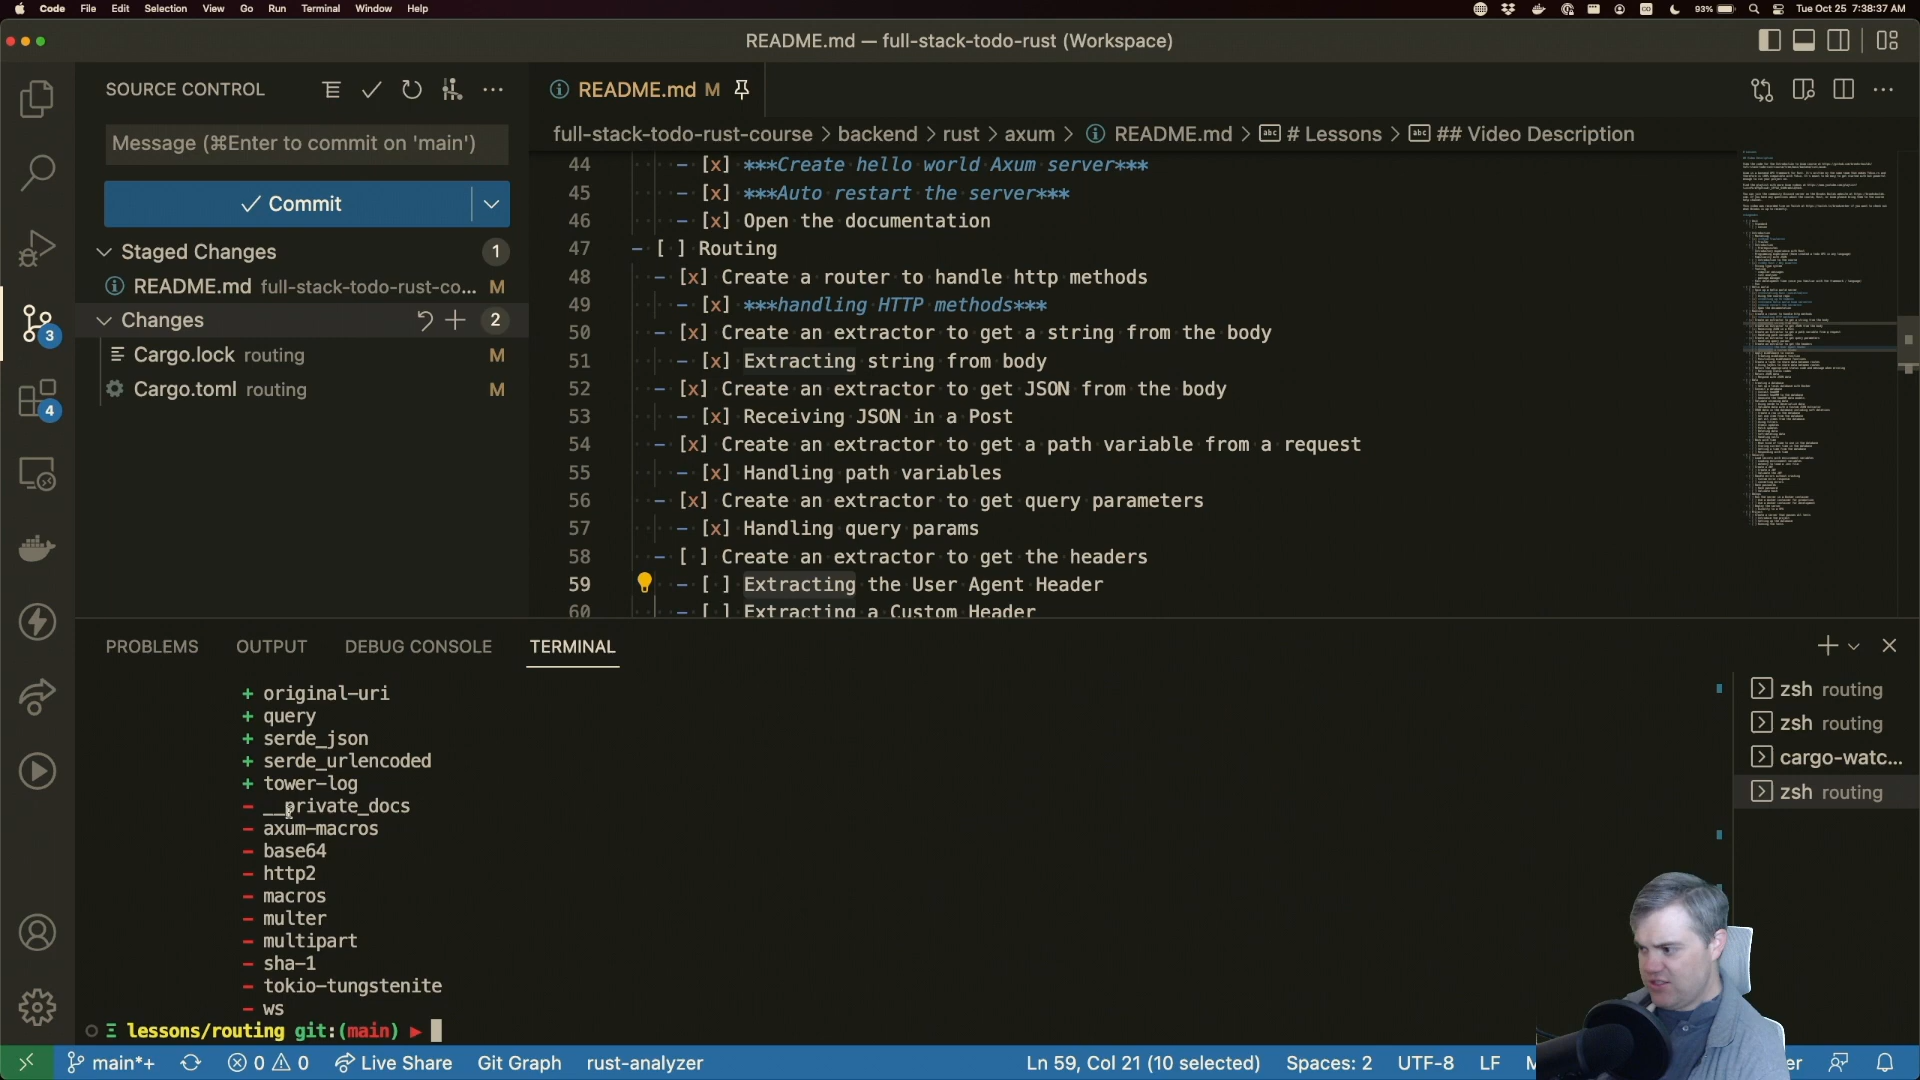 Code File Edit Selection View Go Run Terminal Window Help 93% Tue Oct 25 7:38:37 AM
README.md — full-stack-todo-rust (Workspace)
SOURCE CONTROL
README.md M
Message (⌘Enter to commit on 'main')
full-stack-todo-rust-course > backend > rust > axum > README.md > # Lessons > ## Video Description
Commit
Staged Changes 1
README.md full-stack-todo-rust-co... M
Changes 2
Cargo.lock routing M
Cargo.toml routing M
3
4
44 - [x] ***Create hello world Axum server***
45 - [x] ***Auto restart the server***
46 - [x] Open the documentation
47 - [ ] Routing
48 - [x] Create a router to handle http methods
49 - [x] ***handling HTTP methods***
50 - [x] Create an extractor to get a string from the body
51 - [x] Extracting string from body
52 - [x] Create an extractor to get JSON from the body
53 - [x] Receiving JSON in a Post
54 - [x] Create an extractor to get a path variable from a request
55 - [x] Handling path variables
56 - [x] Create an extractor to get query parameters
57 - [x] Handling query params
58 - [ ] Create an extractor to get the headers
59 - [ ] Extracting the User Agent Header
60 - [ ] Extracting a Custom Header
PROBLEMS OUTPUT DEBUG CONSOLE TERMINAL
+ original-uri
+ query
+ serde_json
+ serde_urlencoded
+ tower-log
- __private_docs
- axum-macros
- base64
- http2
- macros
- multer
- multipart
- sha-1
- tokio-tungstenite
- ws
lessons/routing git:(main)
zsh routing
zsh routing
cargo-watc...
zsh routing
main*+ 0 0 Live Share Git Graph rust-analyzer Ln 59, Col 21 (10 selected) Spaces: 2 UTF-8 LF